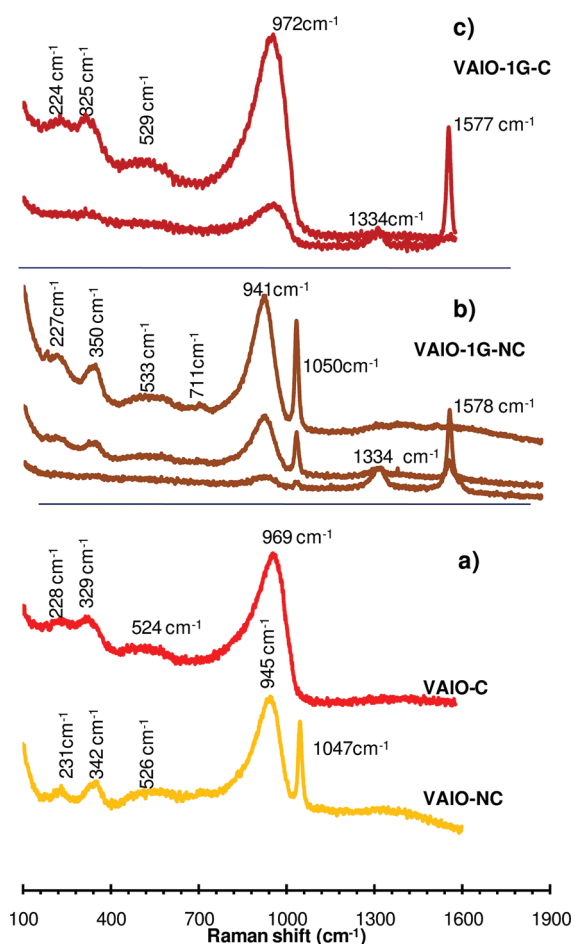 972cm-1
c)
VAIO-1G-C
224 cm-1
825 cm-1
529 cm-1
1577 cm-1
1334cm-1
941cm-1
b)
VAIO-1G-NC
227cm-1
350 cm-1
533 cm-1
711cm-1
1050cm-1
1578 cm-1
1334 cm-1
969 cm-1
a)
228 cm-1
329 cm-1
524 cm-1
945 cm-1
VAIO-C
231cm-1
342 cm-1
526 cm-1
1047cm-1
VAIO-NC
100 400 700 1000 1300 1600 1900
Raman shift (cm-1)